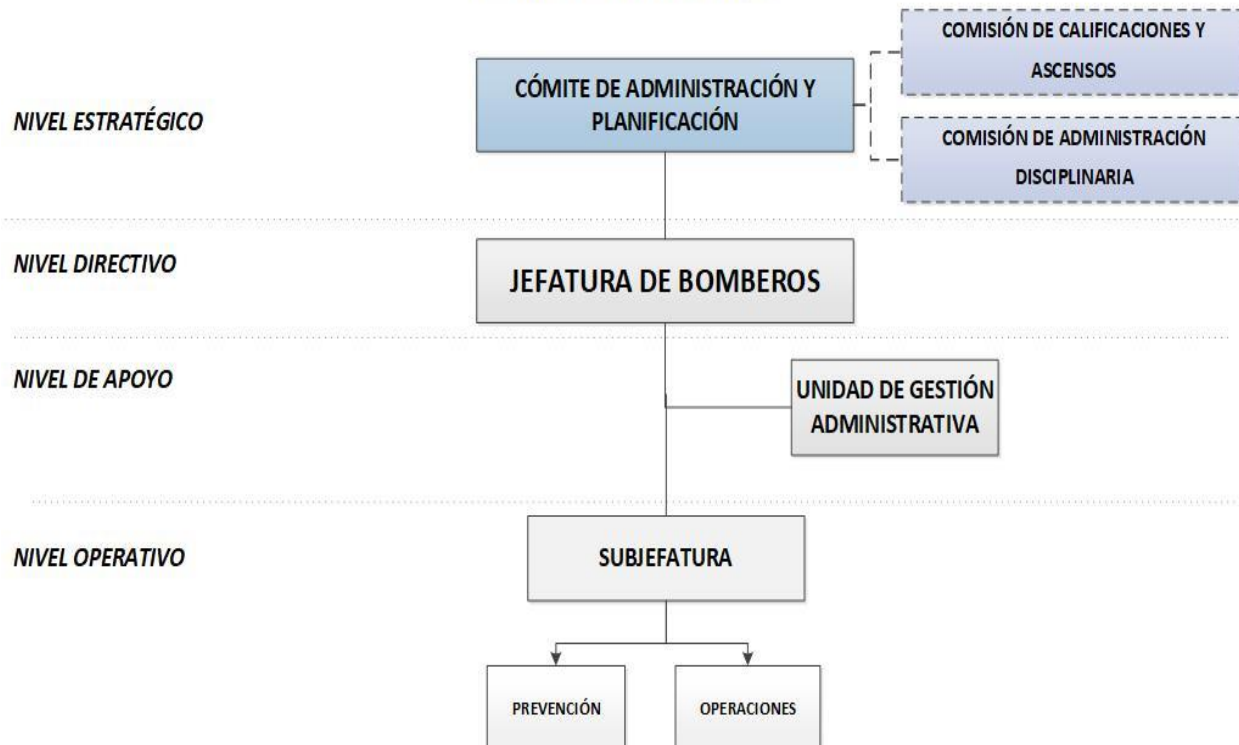 NIVEL ESTRATÉGICO
CÓMITE DE ADMINISTRACIÓN Y
PLANIFICACIÓN
COMISIÓN DE CALIFICACIONES Y
ASCENSOS
COMISIÓN DE ADMINISTRACIÓN
DISCIPLINARIA
NIVEL DIRECTIVO
JEFATURA DE BOMBEROS
NIVEL DE APOYO
UNIDAD DE GESTIÓN
ADMINISTRATIVA
NIVEL OPERATIVO
SUBJEFATURA
PREVENCIÓN
OPERACIONES